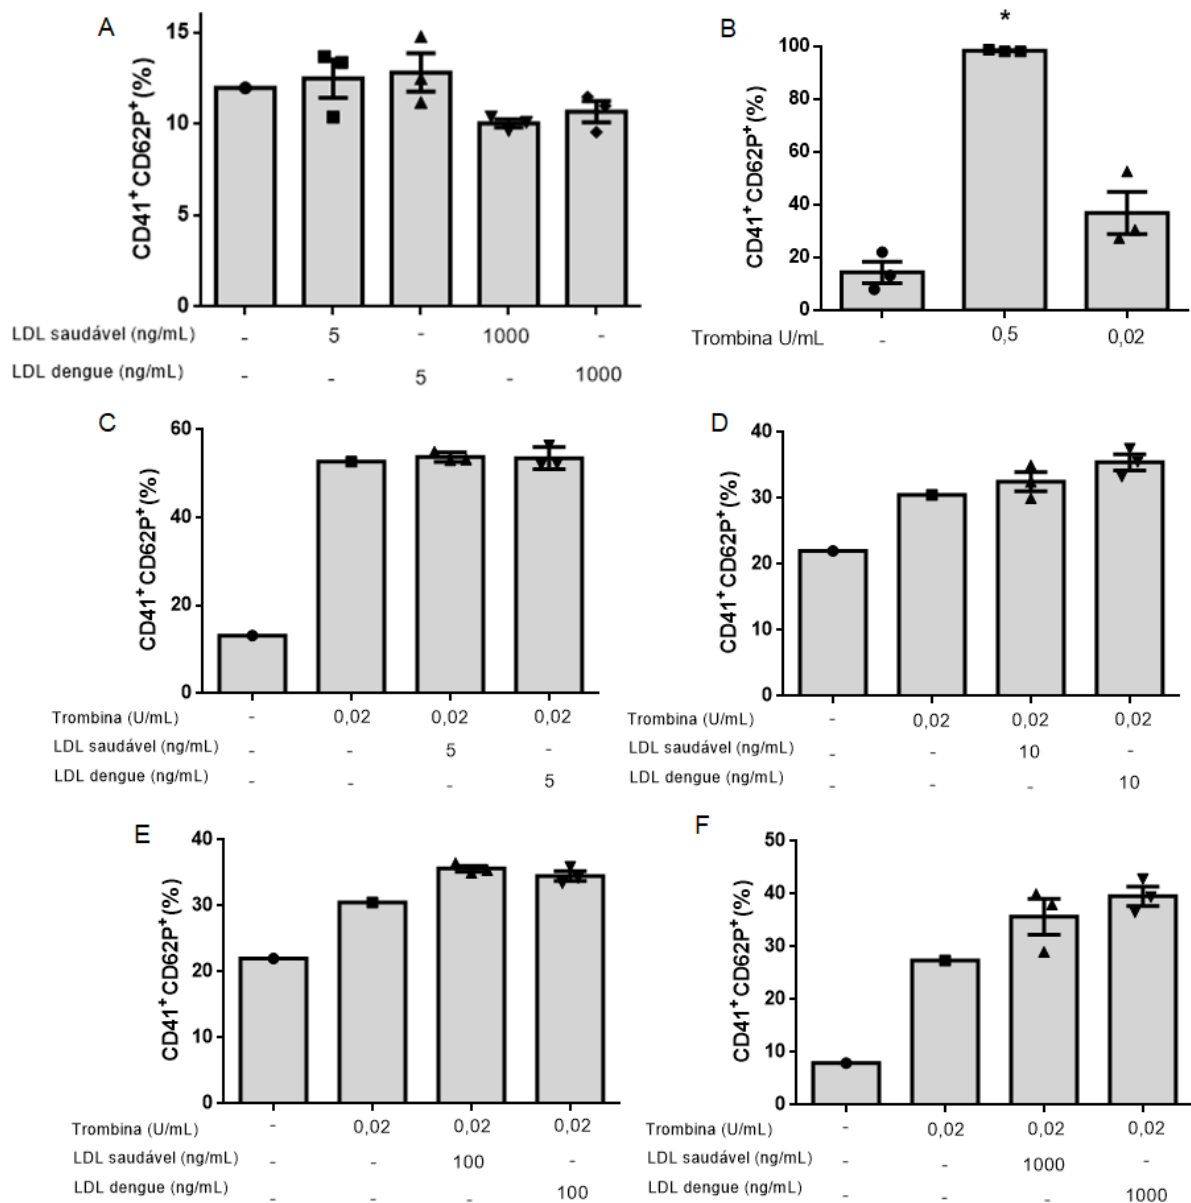 A
CD41+CD62P+(%)
15
10
5
0
LDL saudável (ng/mL) - 5 - 1000 -
LDL dengue (ng/mL) - - 5 - 1000
B
*
CD41+CD62P+(%)
100
80
60
40
20
0
Trombina U/mL - 0,5 0,02
C
CD41+CD62P+(%)
60
40
20
0
Trombina (U/mL) - 0,02 0,02 0,02
LDL saudável (ng/mL) - - 5 -
LDL dengue (ng/mL) - - - 5
D
CD41+CD62P+(%)
40
30
20
10
0
Trombina (U/mL) - 0,02 0,02 0,02
LDL saudável (ng/mL) - - 10 -
LDL dengue (ng/mL) - - - 10
E
CD41+CD62P+(%)
40
30
20
10
0
Trombina (U/mL) - 0,02 0,02 0,02
LDL saudável (ng/mL) - - 100 -
LDL dengue (ng/mL) - - - 100
F
CD41+CD62P+(%)
50
40
30
20
10
0
Trombina (U/mL) - 0,02 0,02 0,02
LDL saudável (ng/mL) - - 1000 -
LDL dengue (ng/mL) - - - 1000